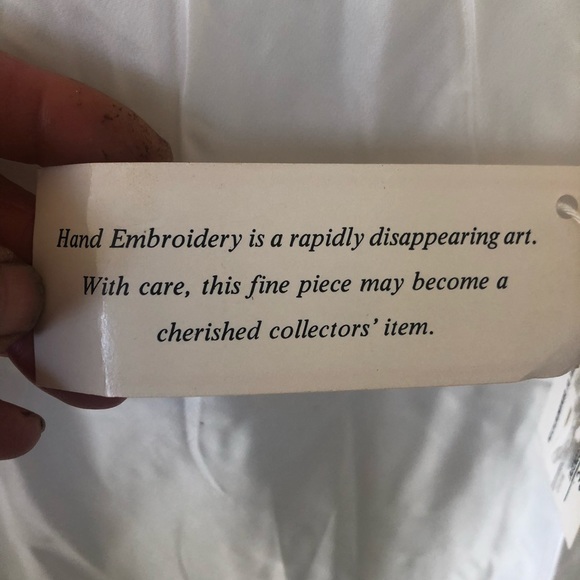 Hand Embroidery is a rapidly disappearing art.
With care, this fine piece may become a
cherished collectors' item.